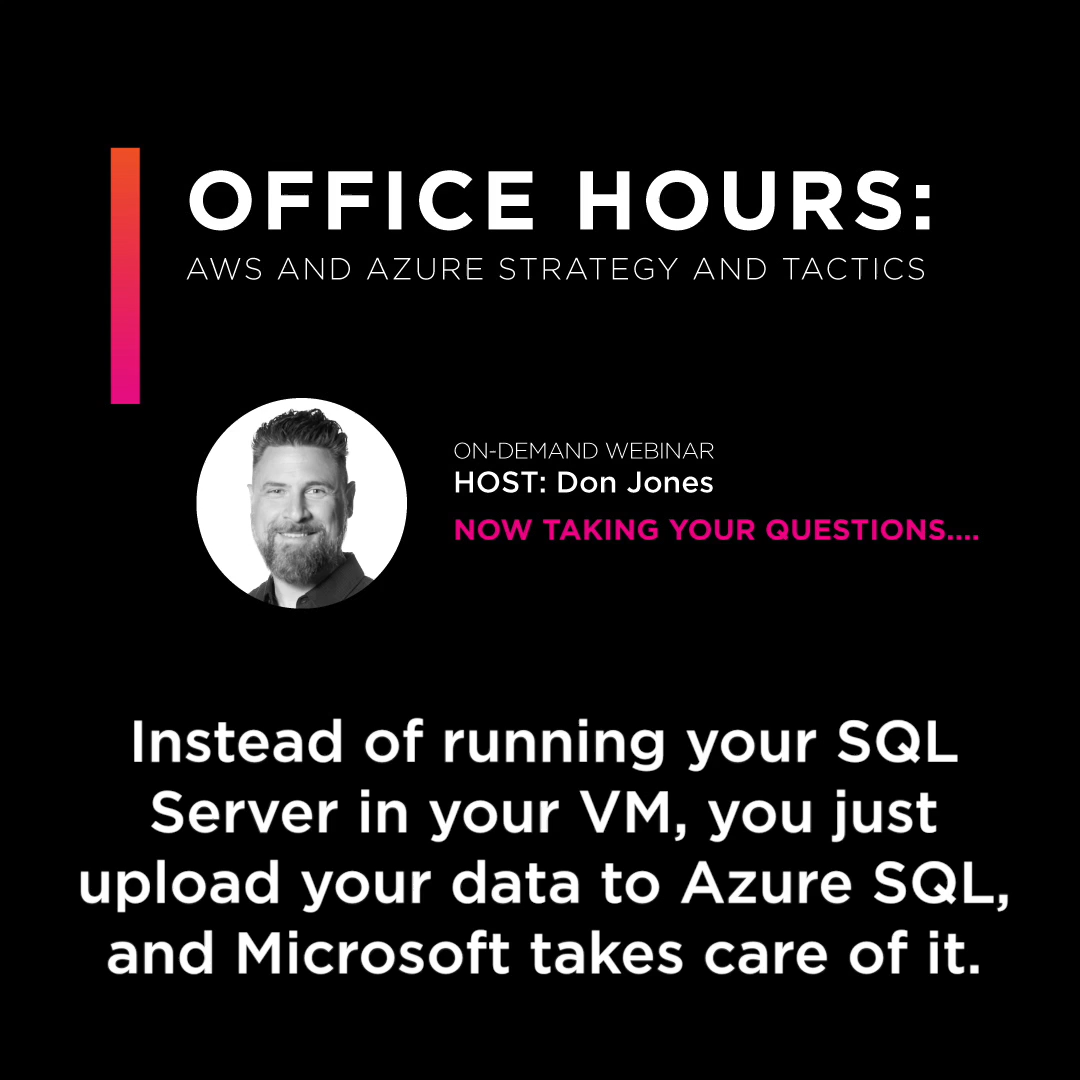 OFFICE HOURS:
AWS AND AZURE STRATEGY AND TACTICS
ON-DEMAND WEBINAR
HOST: Don Jones
NOW TAKING YOUR QUESTIONS....
Instead of running your SQL
Server in your VM, you just
upload your data to Azure SQL,
and Microsoft takes care of it.